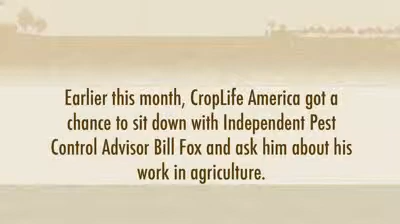 Earlier this month, CropLife America got a
chance to sit down with Independent Pest
Control Advisor Bill Fox and ask him about his
work in agriculture.